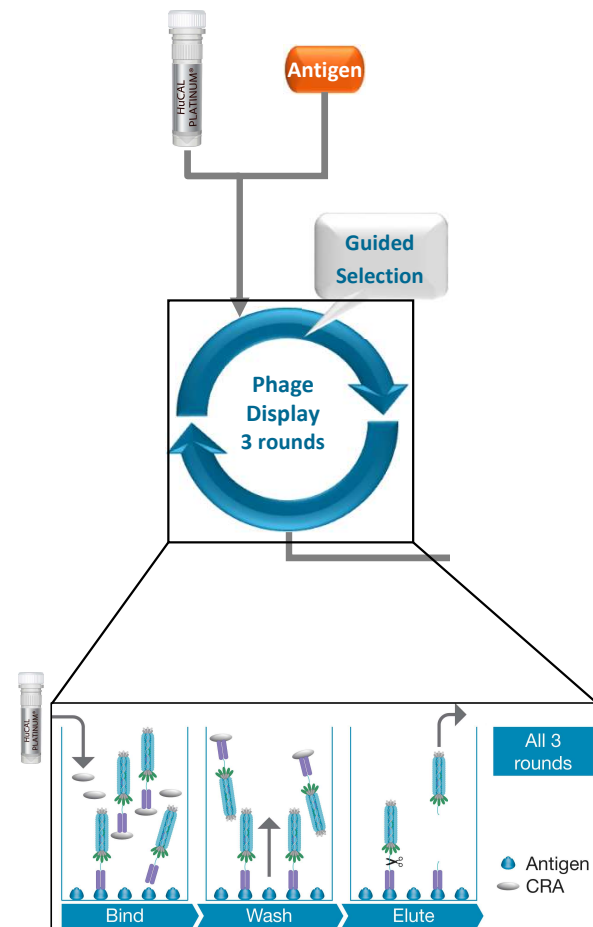 HuCAL
PLATINUM®
Antigen
Guided
Selection
Phage
Display
3 rounds
HuCAL
PLATINUM®
All 3
rounds
Antigen
CRA
Bind
Wash
Elute